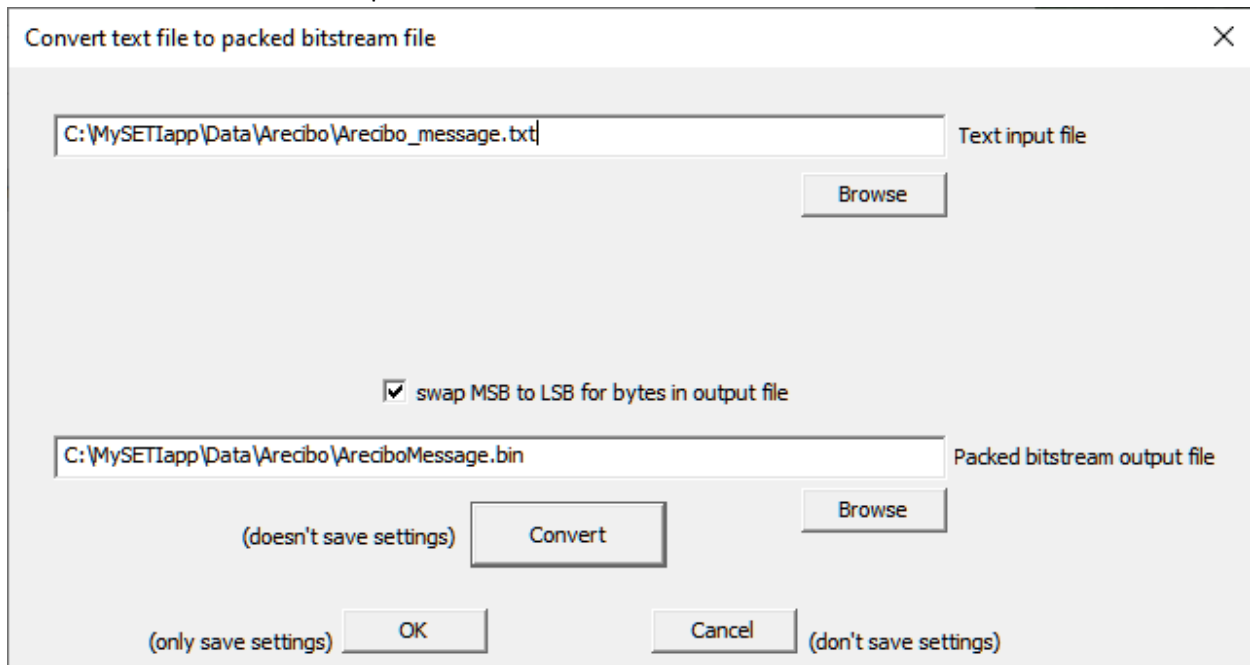 Convert text file to packed bitstream file
C:\MySETIapp\Data\Arecibo\Arecibo_message.txt
Text input file
Browse
swap MSB to LSB for bytes in output file
C:\MySETIapp\Data\Arecibo\AreciboMessage.bin
Packed bitstream output file
Browse
(doesn't save settings)
Convert
(only save settings)
OK
Cancel
(don't save settings)